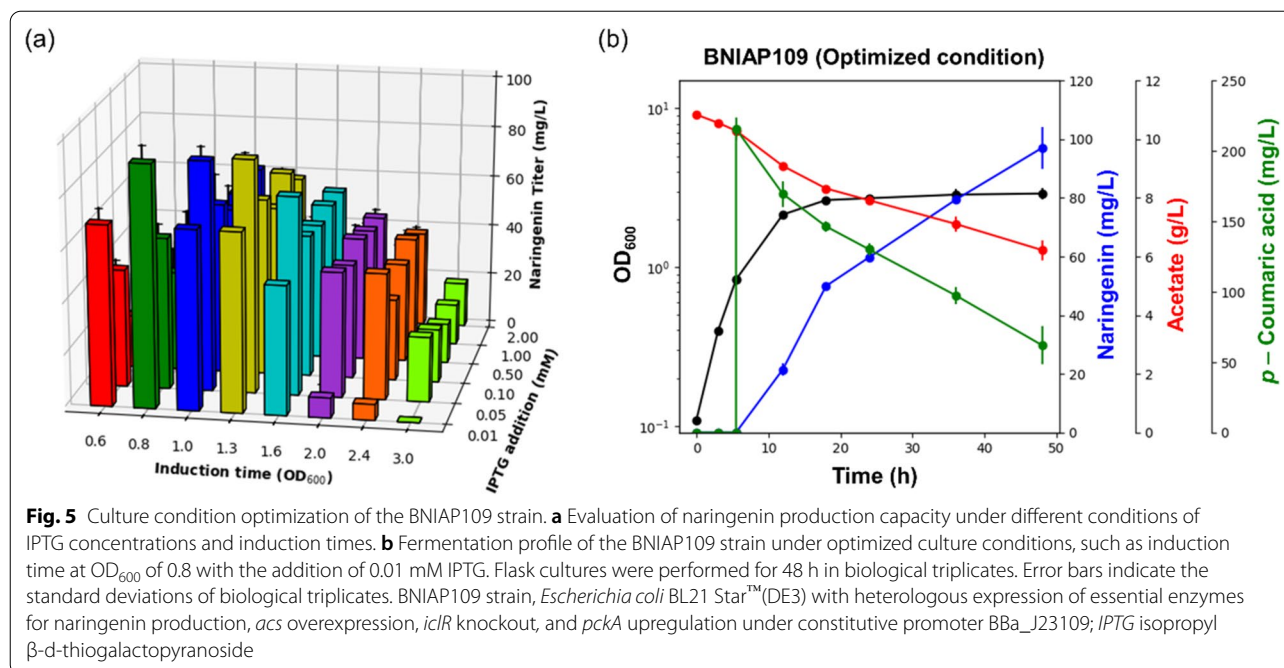 (a)
100
80
60
40
20
0
Naringenin Titer (mg/L)
2.00
1.00
0.50
0.10
0.05
0.01
IPTG addition (mM)
0.6 0.8 1.0 1.3 1.6 2.0 2.4 3.0
Induction time (OD600)
(b)
BNIAP109 (Optimized condition)
10¹
10⁰
10⁻¹
OD600
0 10 20 30 40 50
Time (h)
120
100
80
60
40
20
0
Naringenin (mg/L)
12
10
8
6
4
2
0
Acetate (g/L)
250
200
150
100
50
0
p – Coumaric acid (mg/L)
Fig. 5 Culture condition optimization of the BNIAP109 strain. a Evaluation of naringenin production capacity under different conditions of
IPTG concentrations and induction times. b Fermentation profile of the BNIAP109 strain under optimized culture conditions, such as induction
time at OD600 of 0.8 with the addition of 0.01 mM IPTG. Flask cultures were performed for 48 h in biological triplicates. Error bars indicate the
standard deviations of biological triplicates. BNIAP109 strain, Escherichia coli BL21 Star™(DE3) with heterologous expression of essential enzymes
for naringenin production, acs overexpression, iclR knockout, and pckA upregulation under constitutive promoter BBa_J23109; IPTG isopropyl
β-d-thiogalactopyranoside